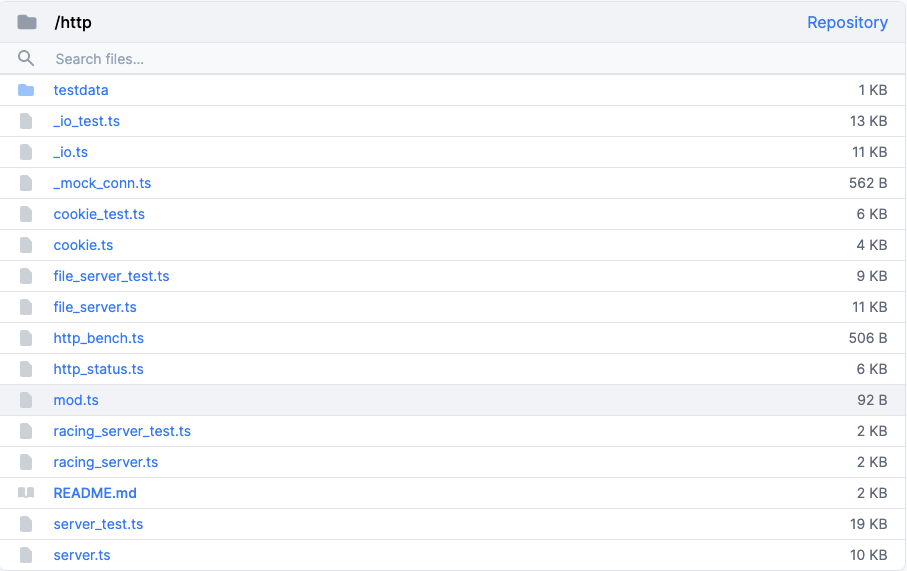 /http Repository
Search files...
testdata 1 KB
_io_test.ts 13 KB
_io.ts 11 KB
_mock_conn.ts 562 B
cookie_test.ts 6 KB
cookie.ts 4 KB
file_server_test.ts 9 KB
file_server.ts 11 KB
http_bench.ts 506 B
http_status.ts 6 KB
mod.ts 92 B
racing_server_test.ts 2 KB
racing_server.ts 2 KB
README.md 2 KB
server_test.ts 19 KB
server.ts 10 KB